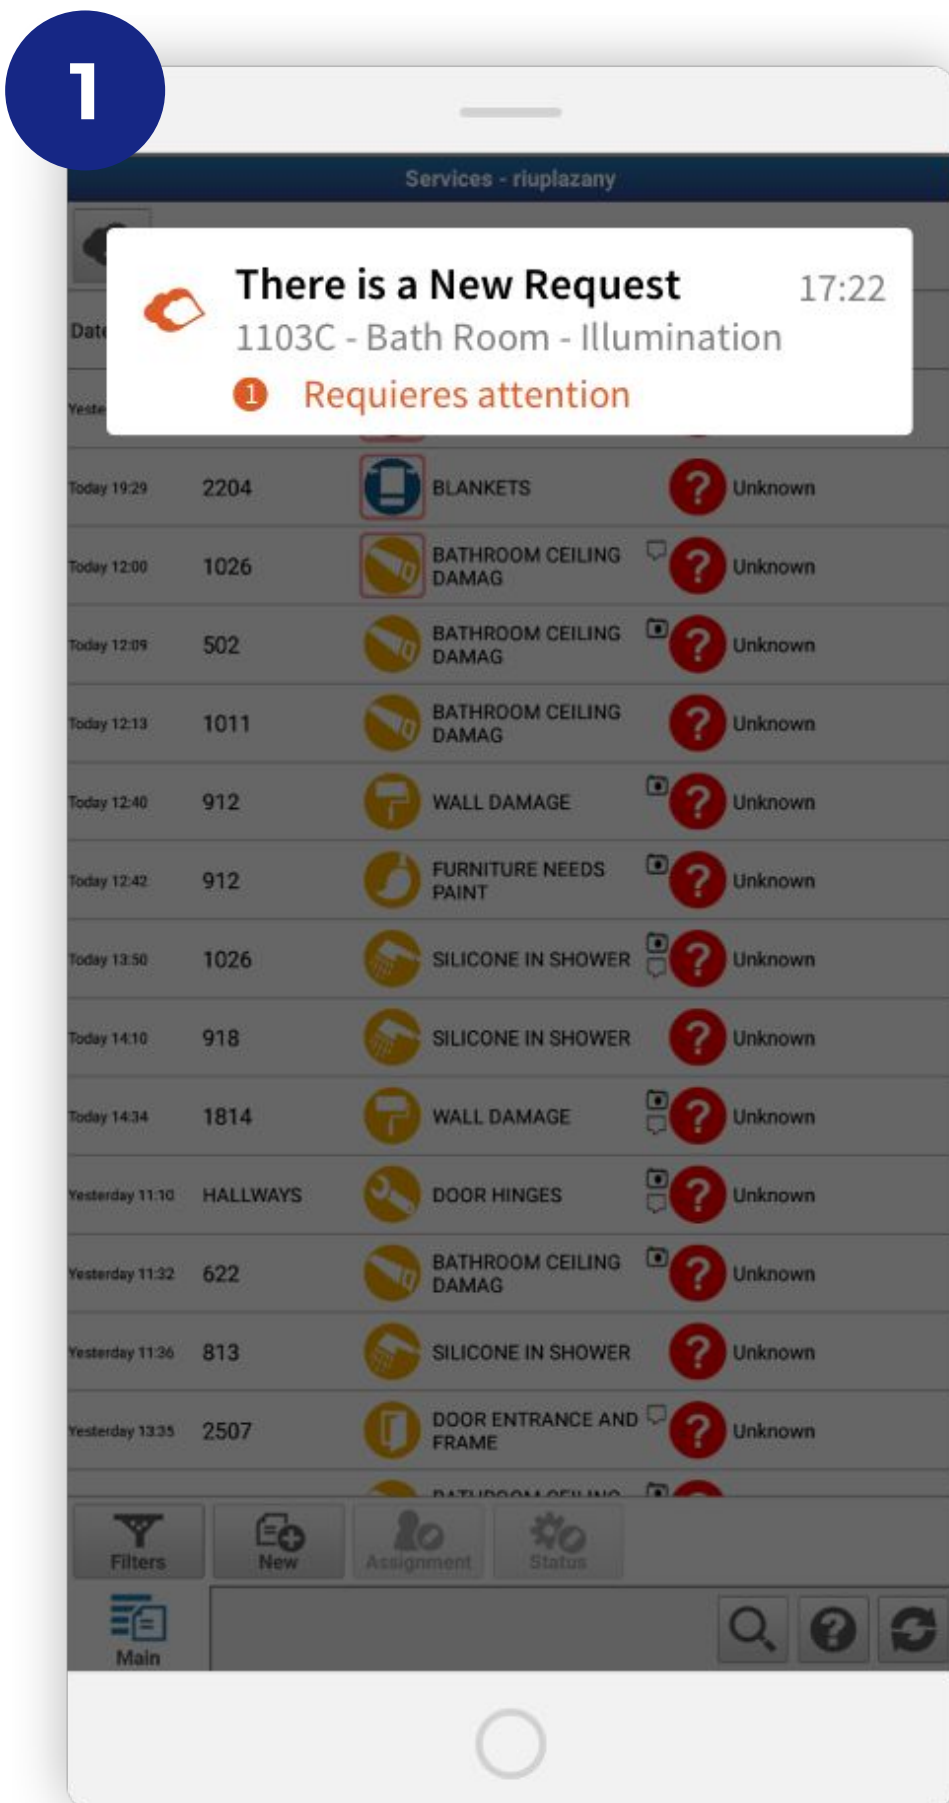 1
Services - riuplazany
There is a New Request 17:22
1103C - Bath Room - Illumination
1 Requieres attention
Date
Yeste
Today 19:29 2204 BLANKETS ? Unknown
Today 12:00 1026 BATHROOM CEILING
DAMAG ? Unknown
Today 12:09 502 BATHROOM CEILING
DAMAG ? Unknown
Today 12:13 1011 BATHROOM CEILING
DAMAG ? Unknown
Today 12:40 912 WALL DAMAGE ? Unknown
Today 12:42 912 FURNITURE NEEDS
PAINT ? Unknown
Today 13:50 1026 SILICONE IN SHOWER ? Unknown
Today 14:10 918 SILICONE IN SHOWER ? Unknown
Today 14:34 1814 WALL DAMAGE ? Unknown
Yesterday 11:10 HALLWAYS DOOR HINGES ? Unknown
Yesterday 11:32 622 BATHROOM CEILING
DAMAG ? Unknown
Yesterday 11:36 813 SILICONE IN SHOWER ? Unknown
Yesterday 13:35 2507 DOOR ENTRANCE AND
FRAME ? Unknown
BATHROOM CEILING
Filters New Assignment Status
Main ?